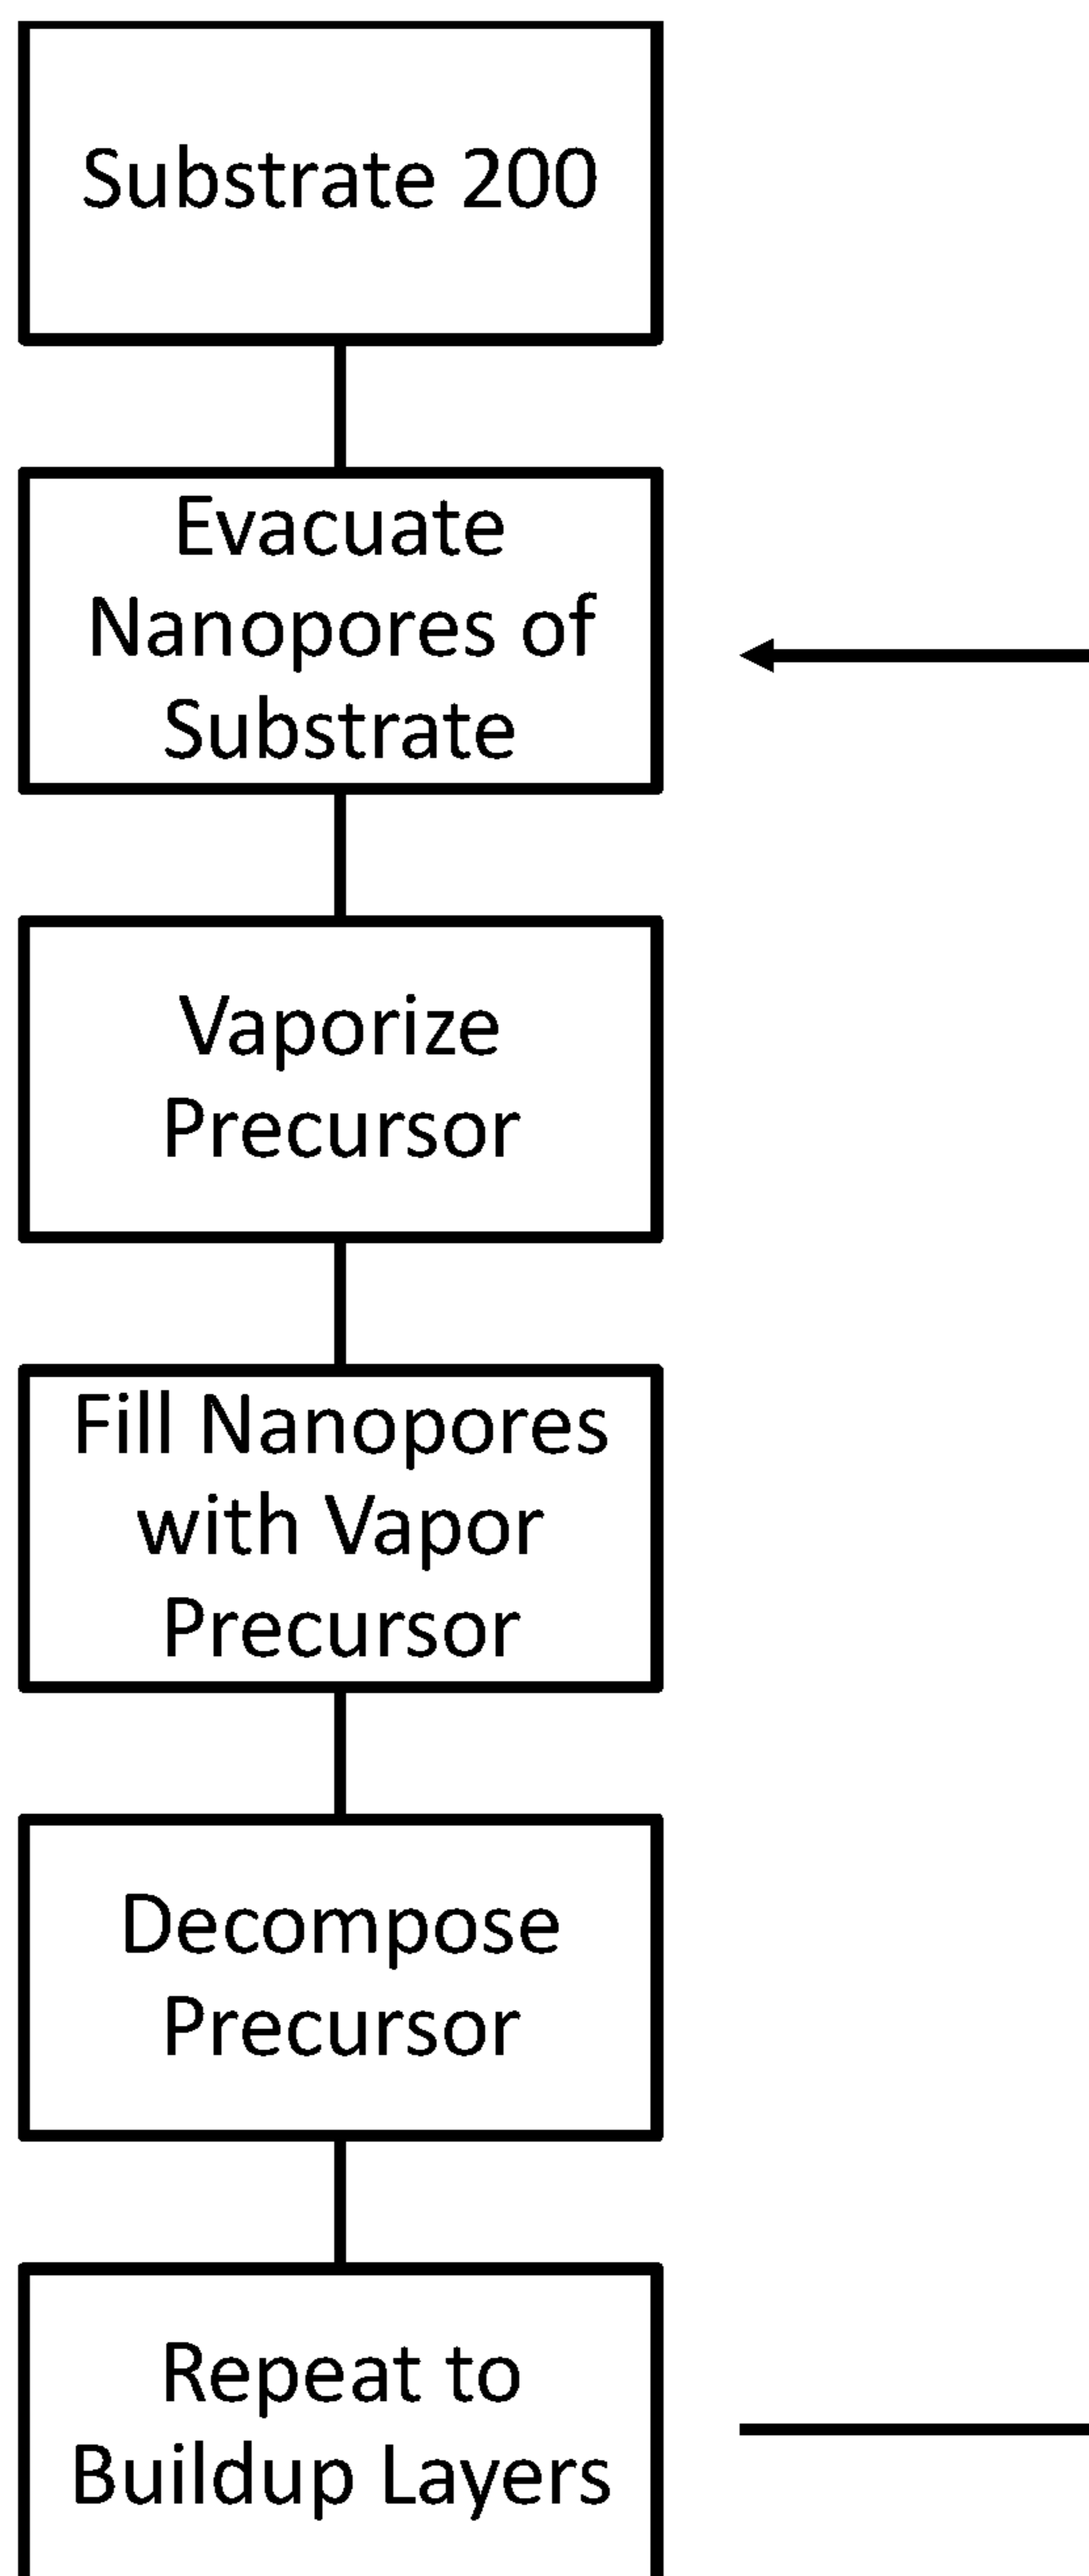 Substrate 200
Evacuate
Nanopores of
Substrate
Vaporize
Precursor
Fill Nanopores
with Vapor
Precursor
Decompose
Precursor
Repeat to
Buildup Layers